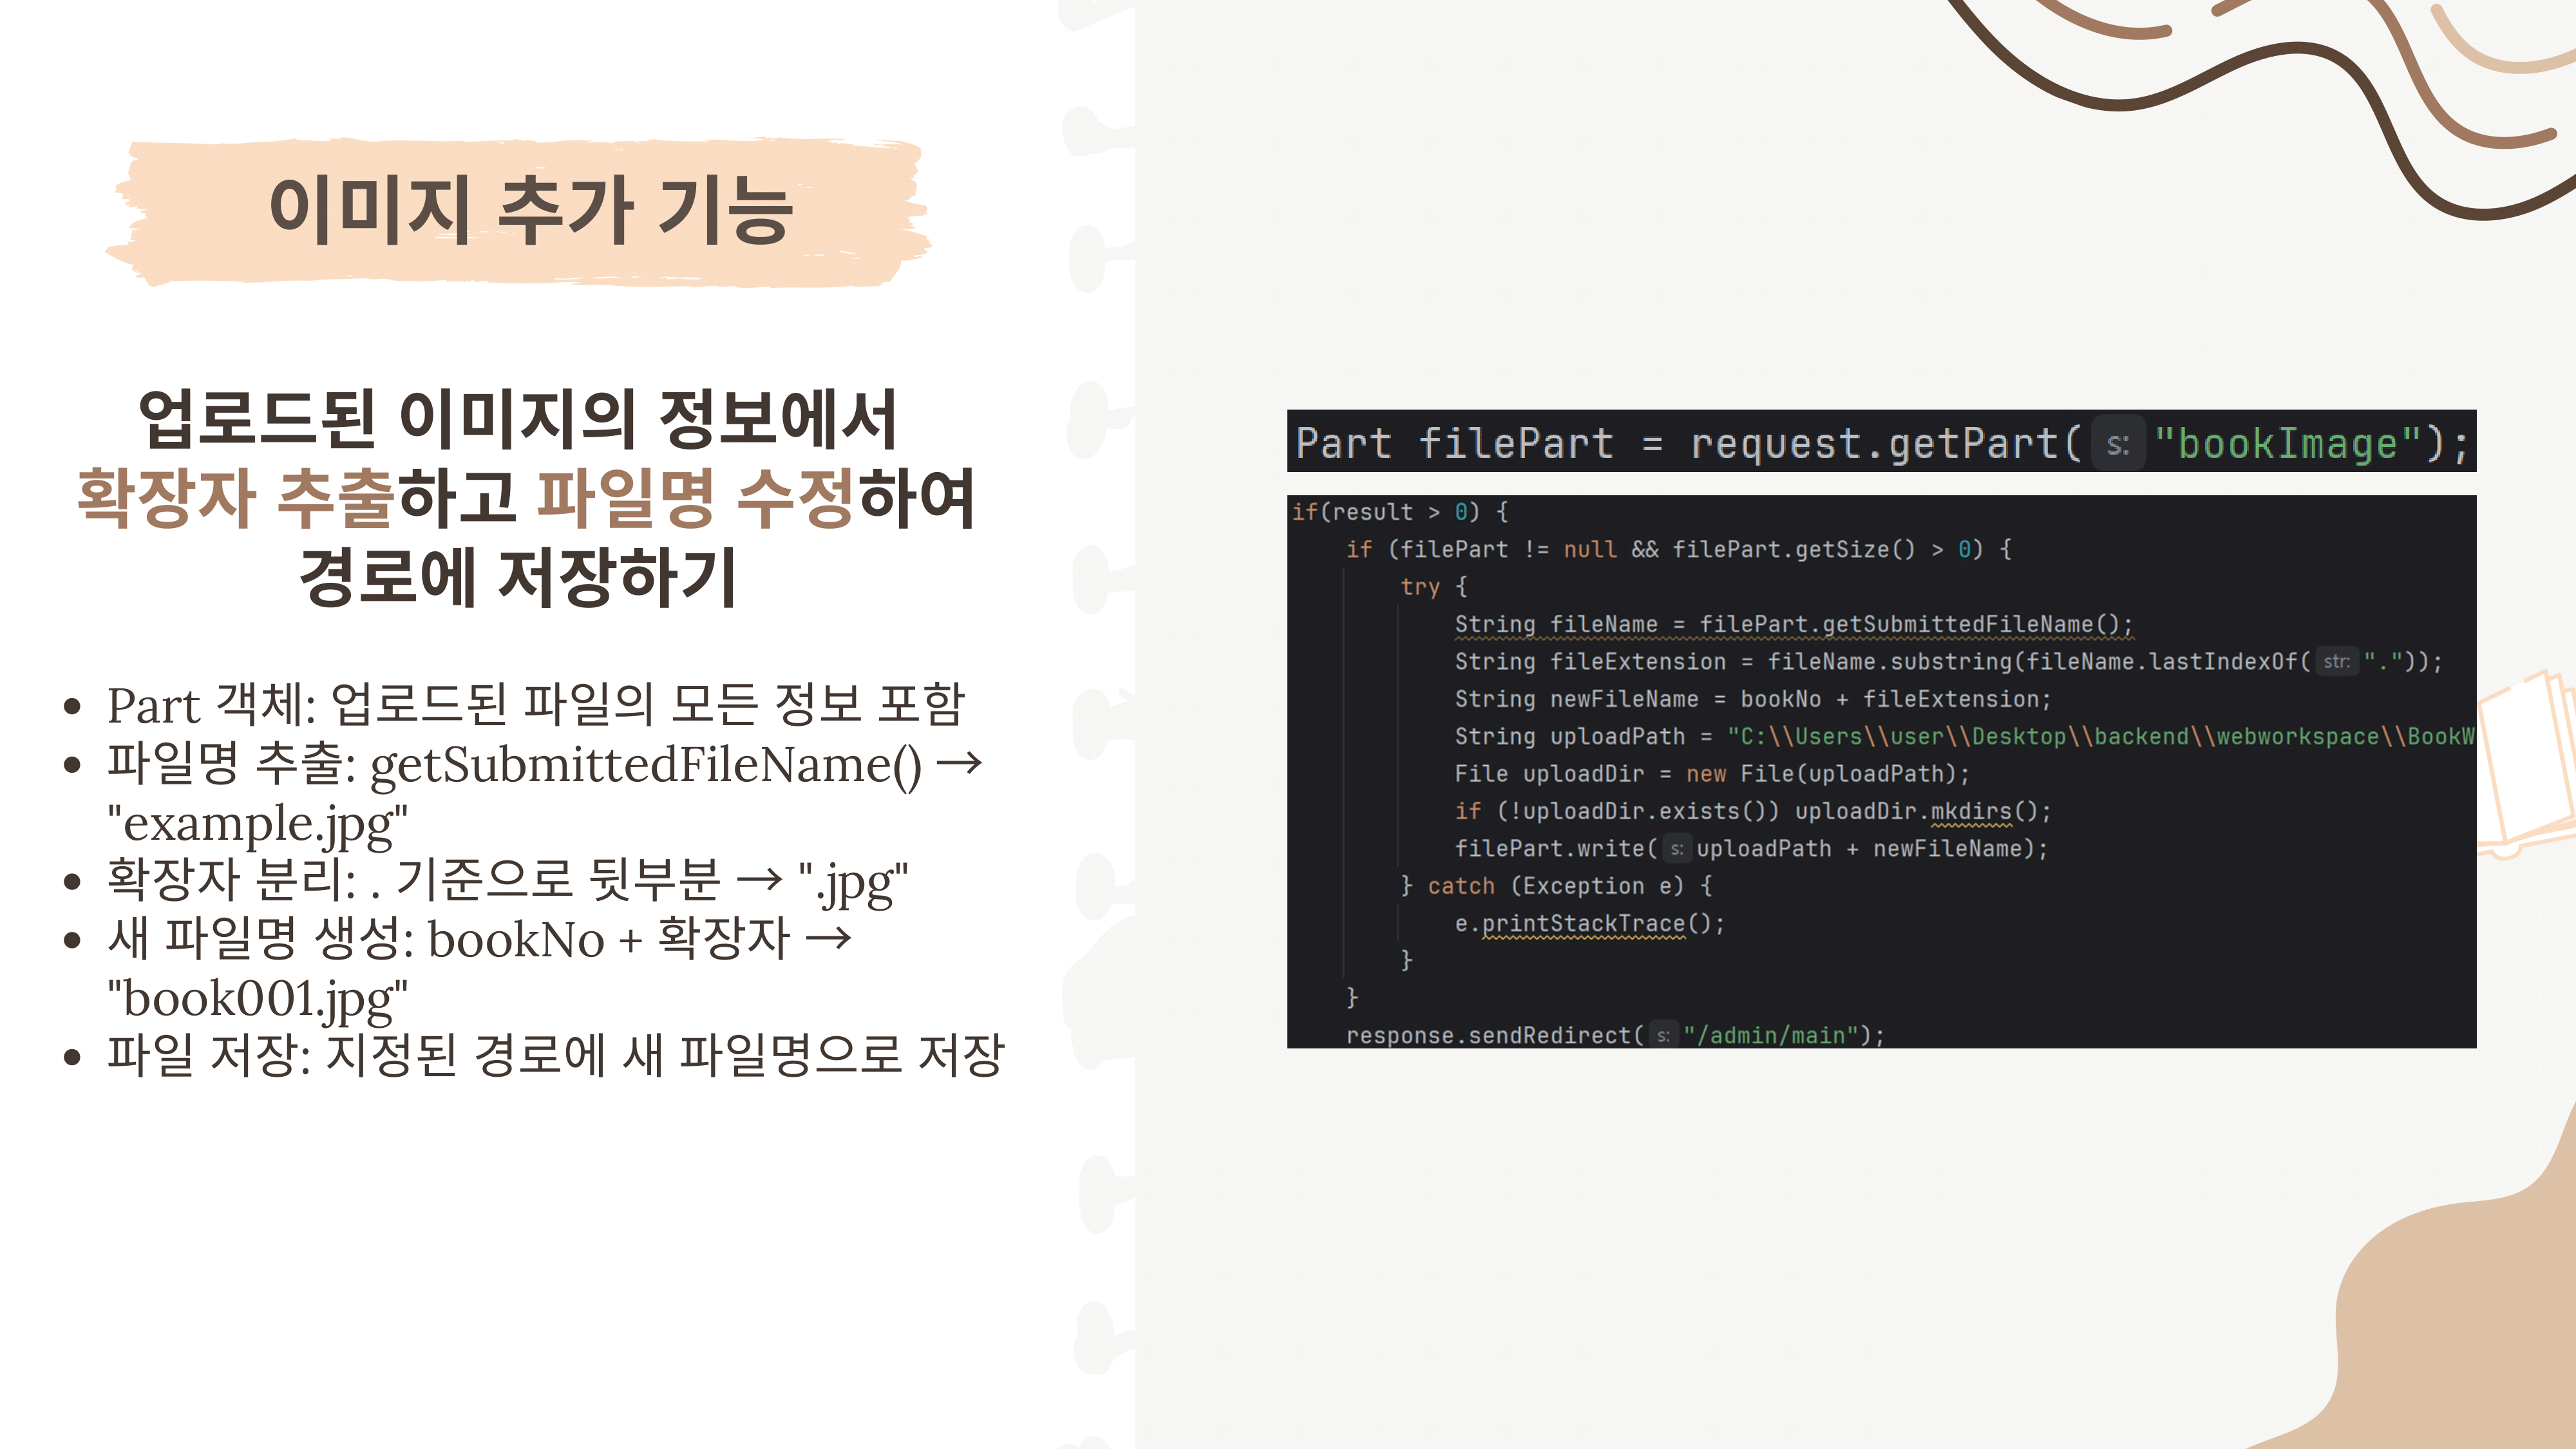 이미지 추가 기능
업로드된 이미지의 정보에서
확장자 추출하고 파일명 수정하여
경로에 저장하기
• Part 객체: 업로드된 파일의 모든 정보 포함
• 파일명 추출: getSubmittedFileName() →
"example.jpg"
• 확장자 분리: . 기준으로 뒷부분 → ".jpg"
• 새 파일명 생성: bookNo + 확장자 →
"book001.jpg"
• 파일 저장: 지정된 경로에 새 파일명으로 저장
Part filePart = request.getPart( s: "bookImage");
if(result > 0) {
if (filePart != null && filePart.getSize() > 0) {
try {
String fileName = filePart.getSubmittedFileName();
String fileExtension = fileName.substring(fileName.lastIndexOf( str: "."));
String newFileName = bookNo + fileExtension;
String uploadPath = "C:\\Users\\user\\Desktop\\backend\\webworkspace\\BookW
File uploadDir = new File(uploadPath);
if (!uploadDir.exists()) uploadDir.mkdirs();
filePart.write( s: uploadPath + newFileName);
} catch (Exception e) {
e.printStackTrace();
}
}
response.sendRedirect( s: "/admin/main");